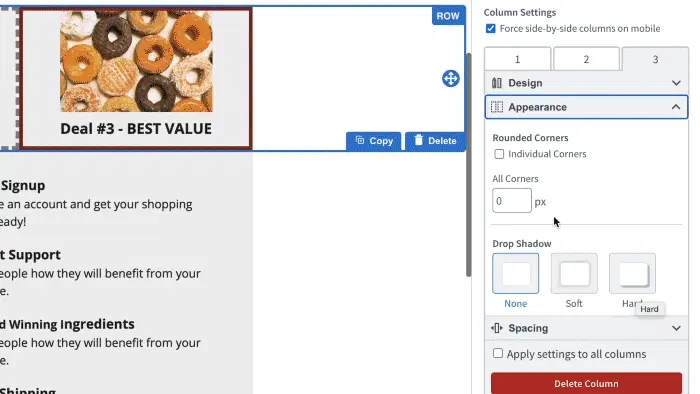 ROW
Deal #3 - BEST VALUE
Copy
Delete
Signup
e an account and get your shopping
eady!
t Support
eople how they will benefit from your
e.
d Winning Ingredients
eople how they will benefit from your
e.
Shipping
Column Settings
Force side-by-side columns on mobile
1 2 3
Design
Appearance
Rounded Corners
Individual Corners
All Corners
0 px
Drop Shadow
None Soft Hard
Hard
Spacing
Apply settings to all columns
Delete Column